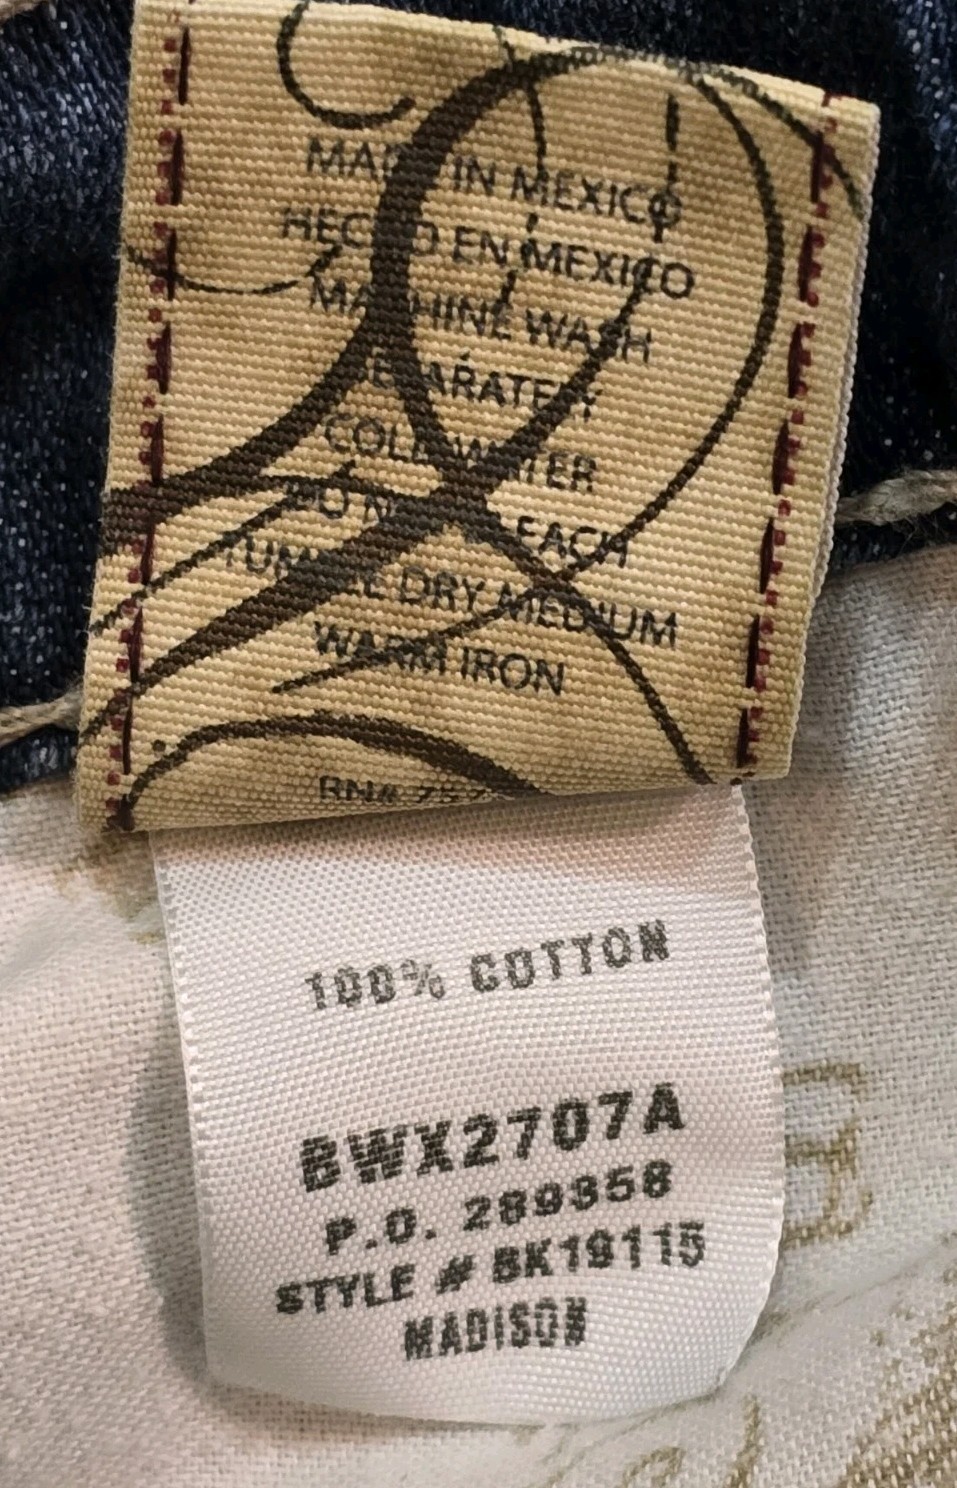 MADE IN MEXICO
HECHO EN MEXICO
MACHINE WASH
SEPARATELY
COLD WATER
DO NOT BLEACH
TUMBLE DRY MEDIUM
WARM IRON
RN#
100% COTTON
BWX2707A
P.O. 289358
STYLE # BK19115
MADISON